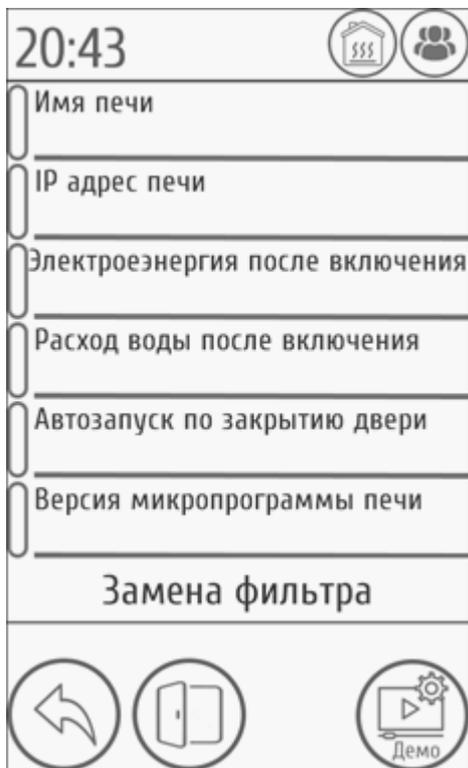 20:43
Имя печи
IP адрес печи
Электроеэнергия после включения
Расход воды после включения
Автозапуск по закрытию двери
Версия микропрограммы печи
Замена фильтра
Демо